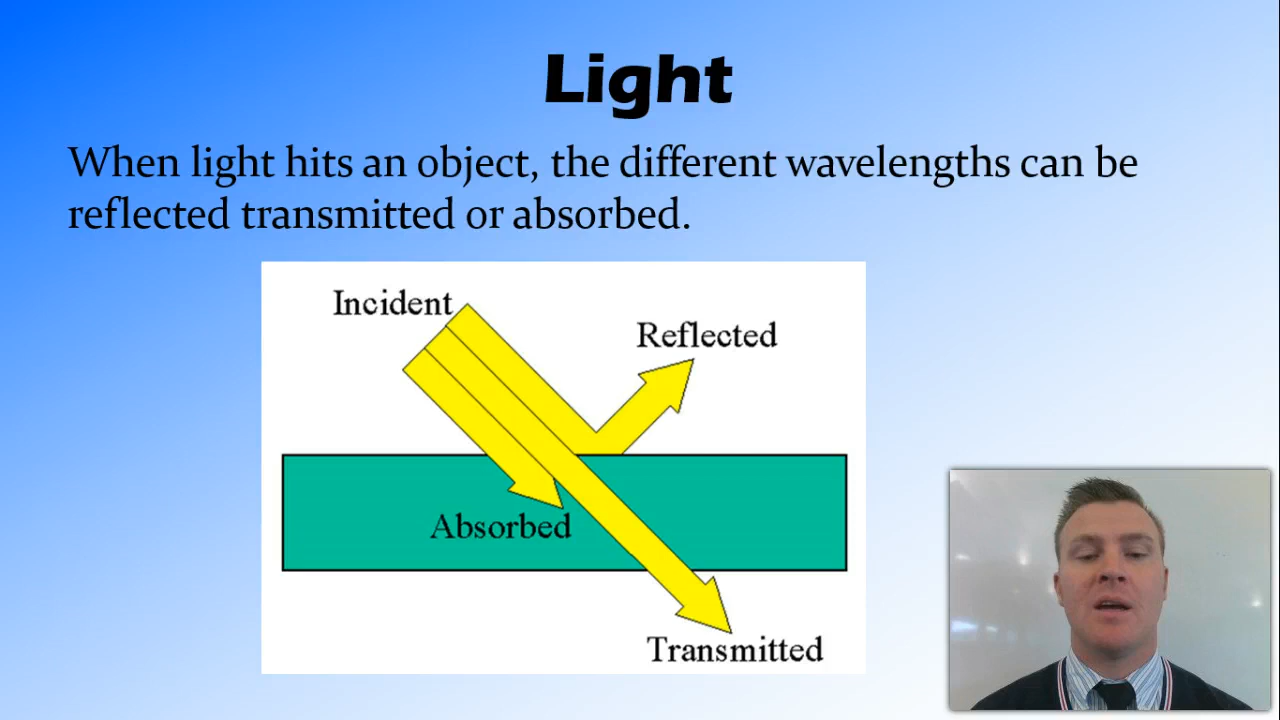 Light
When light hits an object, the different wavelengths can be
reflected transmitted or absorbed.
Incident
Reflected
Absorbed
Transmitted